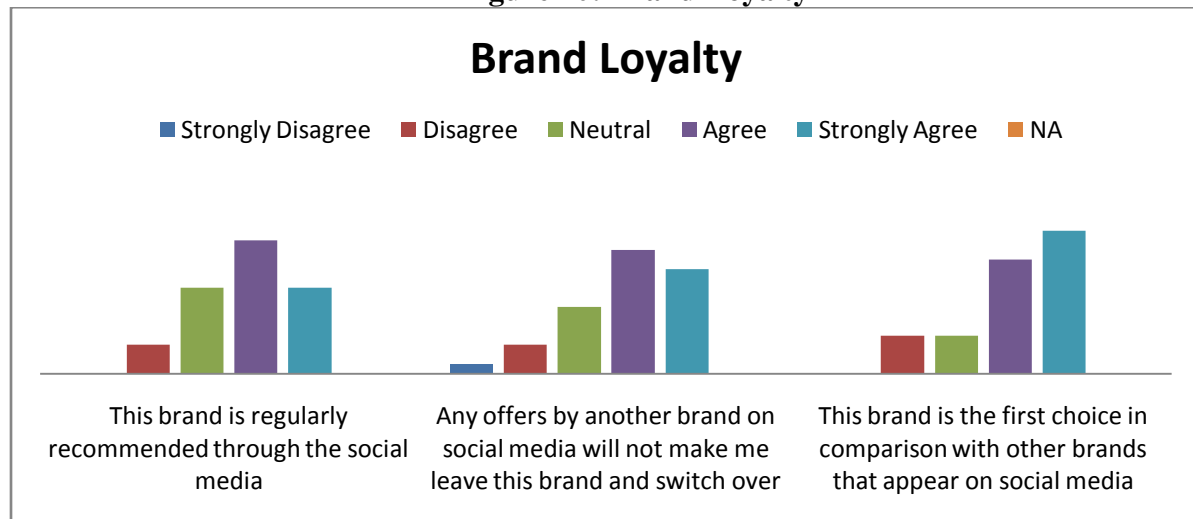 Brand Loyalty
Strongly Disagree Disagree Neutral Agree Strongly Agree NA
This brand is regularly
recommended through the social
media
Any offers by another brand on
social media will not make me
leave this brand and switch over
This brand is the first choice in
comparison with other brands
that appear on social media